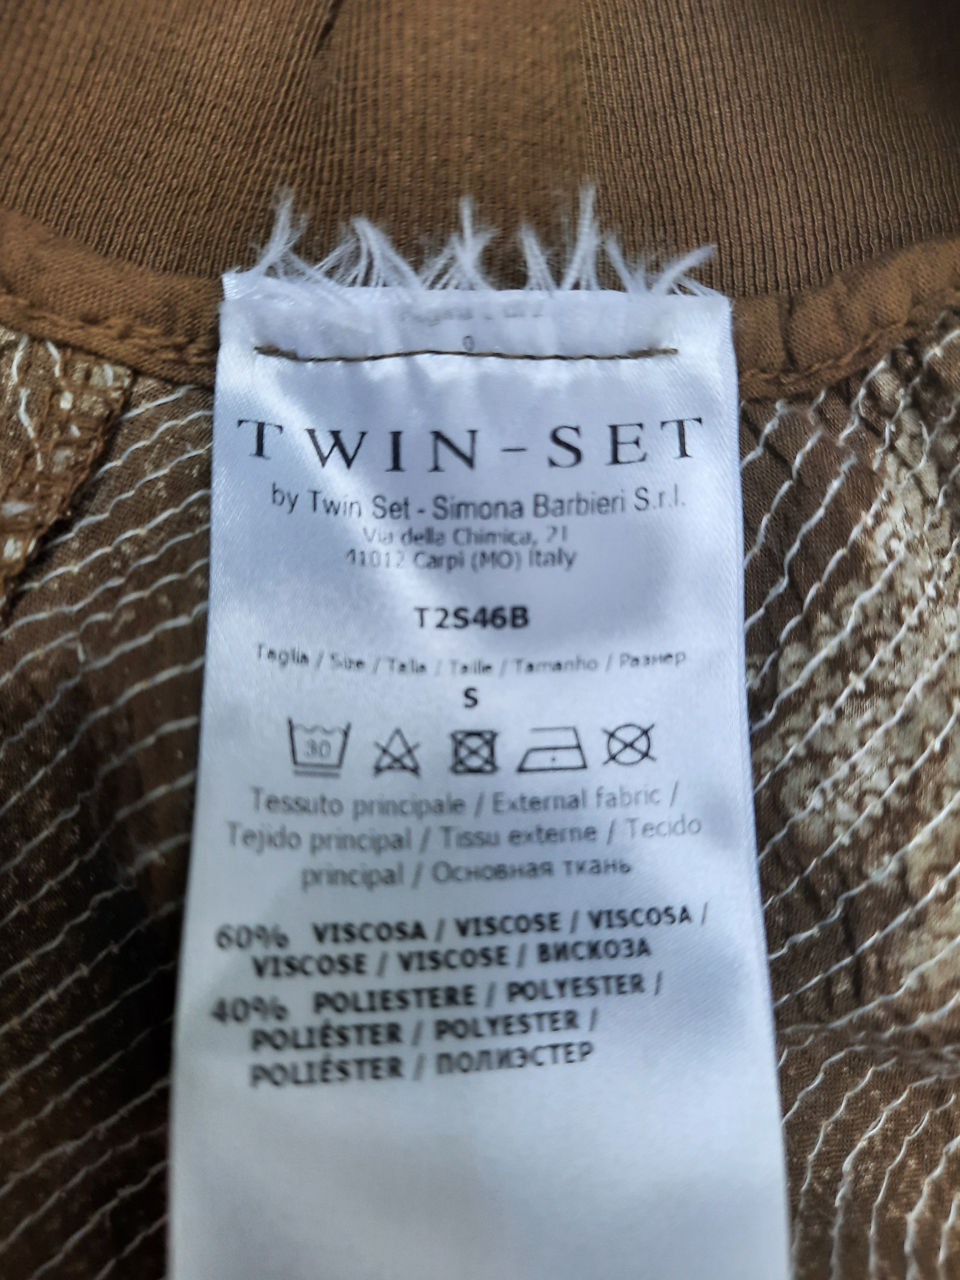 TWIN-SET
by Twin Set - Simona Barbieri S.r.l.
Via della Chimica, 21
41012 Carpi (MO) Italy
T2S46B
Taglia / Size / Talla / Taille / Tamanho / Размер
S
30
Tessuto principale / External fabric /
Tejido principal / Tissu externe / Tecido
principal / Основная ткань
60% VISCOSA / VISCOSE / VISCOSA /
VISCOSE / VISCOSE / ВИСКОЗА
40% POLIESTERE / POLYESTER /
POLIÉSTER / POLYESTER /
POLIÉSTER / ПОЛИЭСТЕР